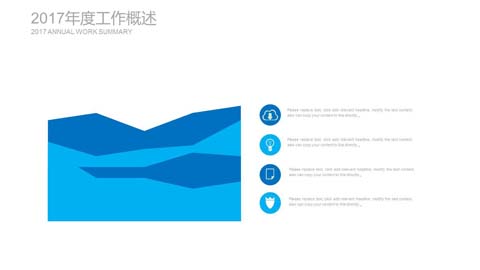 2017年度工作概述
2017 ANNUAL WORK SUMMARY
Please replace text, click add relevant headline, modify the text content,
also can copy your content to this directly.
Please replace text, click add relevant headline, modify the text content,
also can copy your content to this directly.
Please replace text, click add relevant headline, modify the text content,
also can copy your content to this directly.
Please replace text, click add relevant headline, modify the text content,
also can copy your content to this directly.